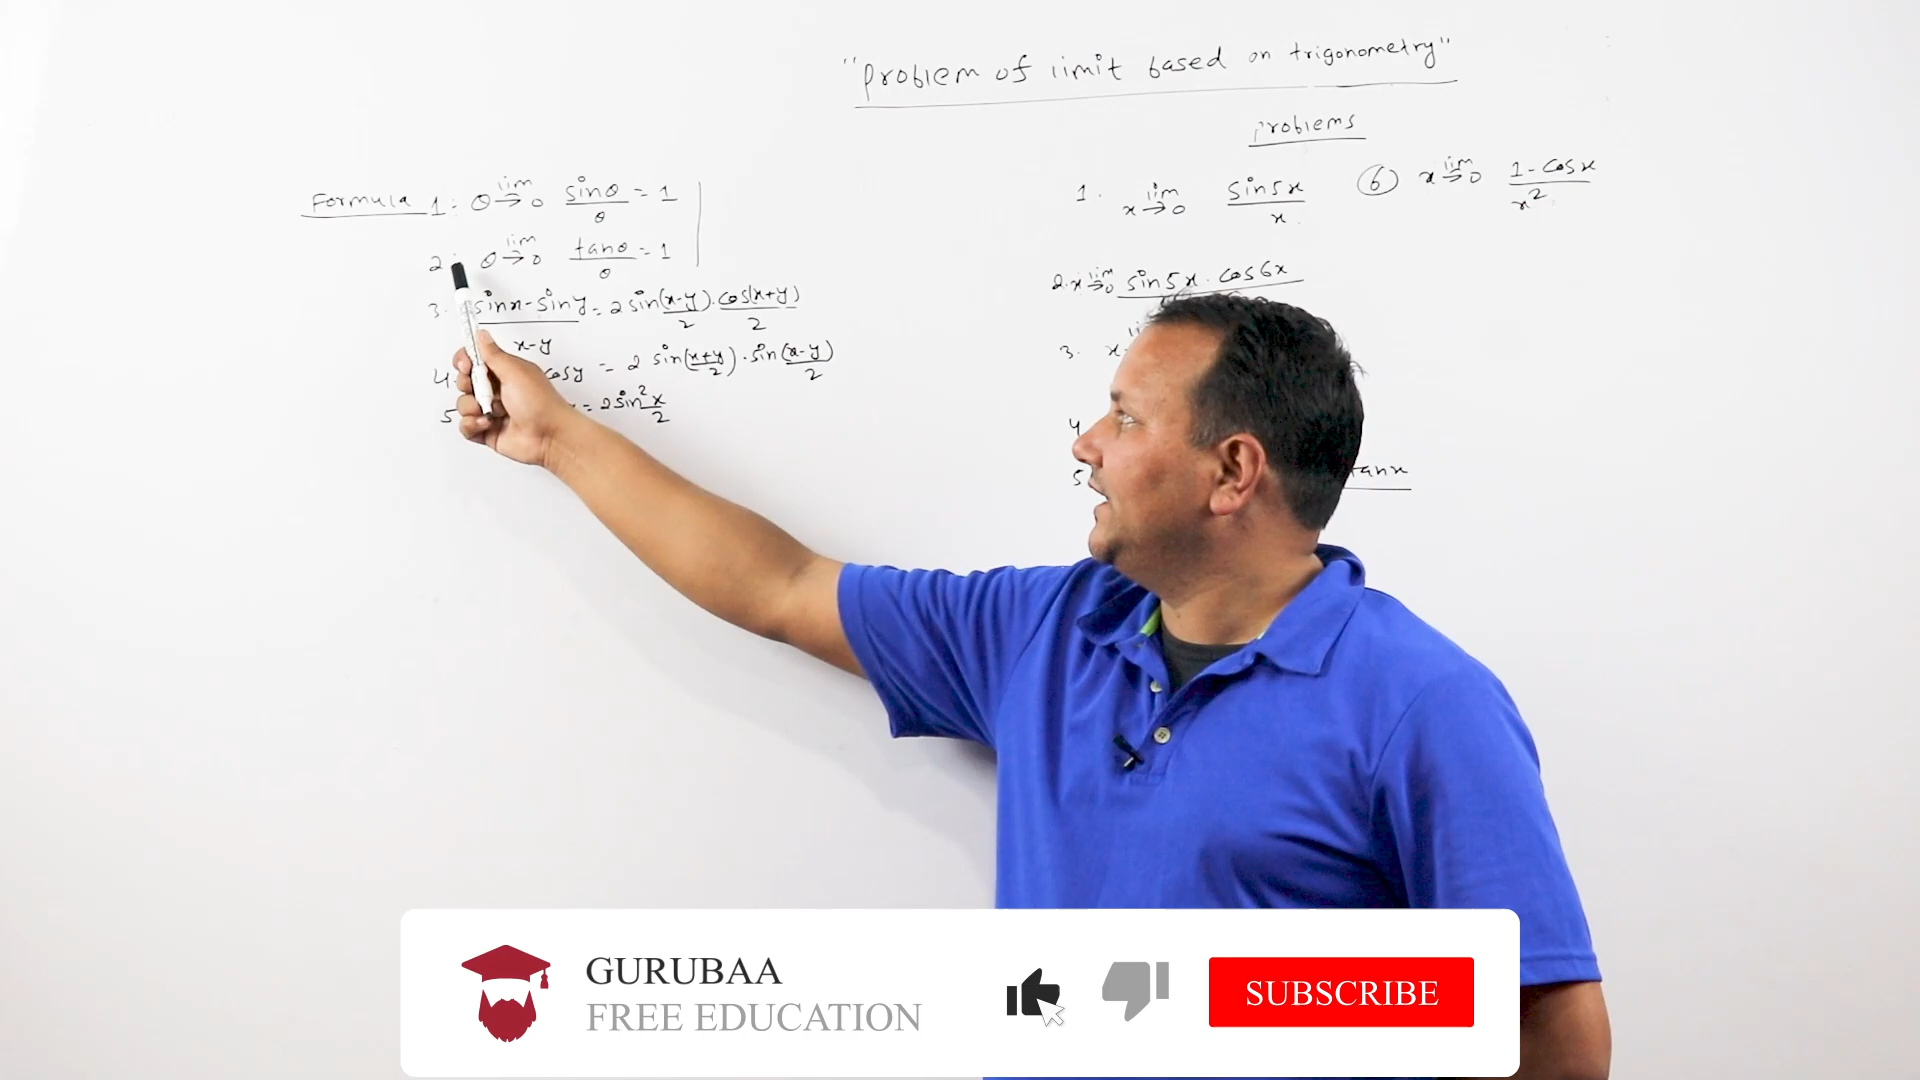 "Problem of limit based on trigonometry"
Problems
Formula 1: θ lim→ 0 sinθ/θ = 1
2: θ lim→ 0 tanθ/θ = 1
3. sinx-siny = 2 sin(x-y)/2 . cos(x+y)/2
x-y
4. cosy = 2 sin(x+y/2) . sin(x-y)/2
5 = 2sin²x/2
1. lim x→0 sin5x/x
⑥ lim x→0 1-cosx/x²
2. lim x→0 sin5x . cos6x
3. x
4
5 tanx
GURUBAA
FREE EDUCATION
SUBSCRIBE